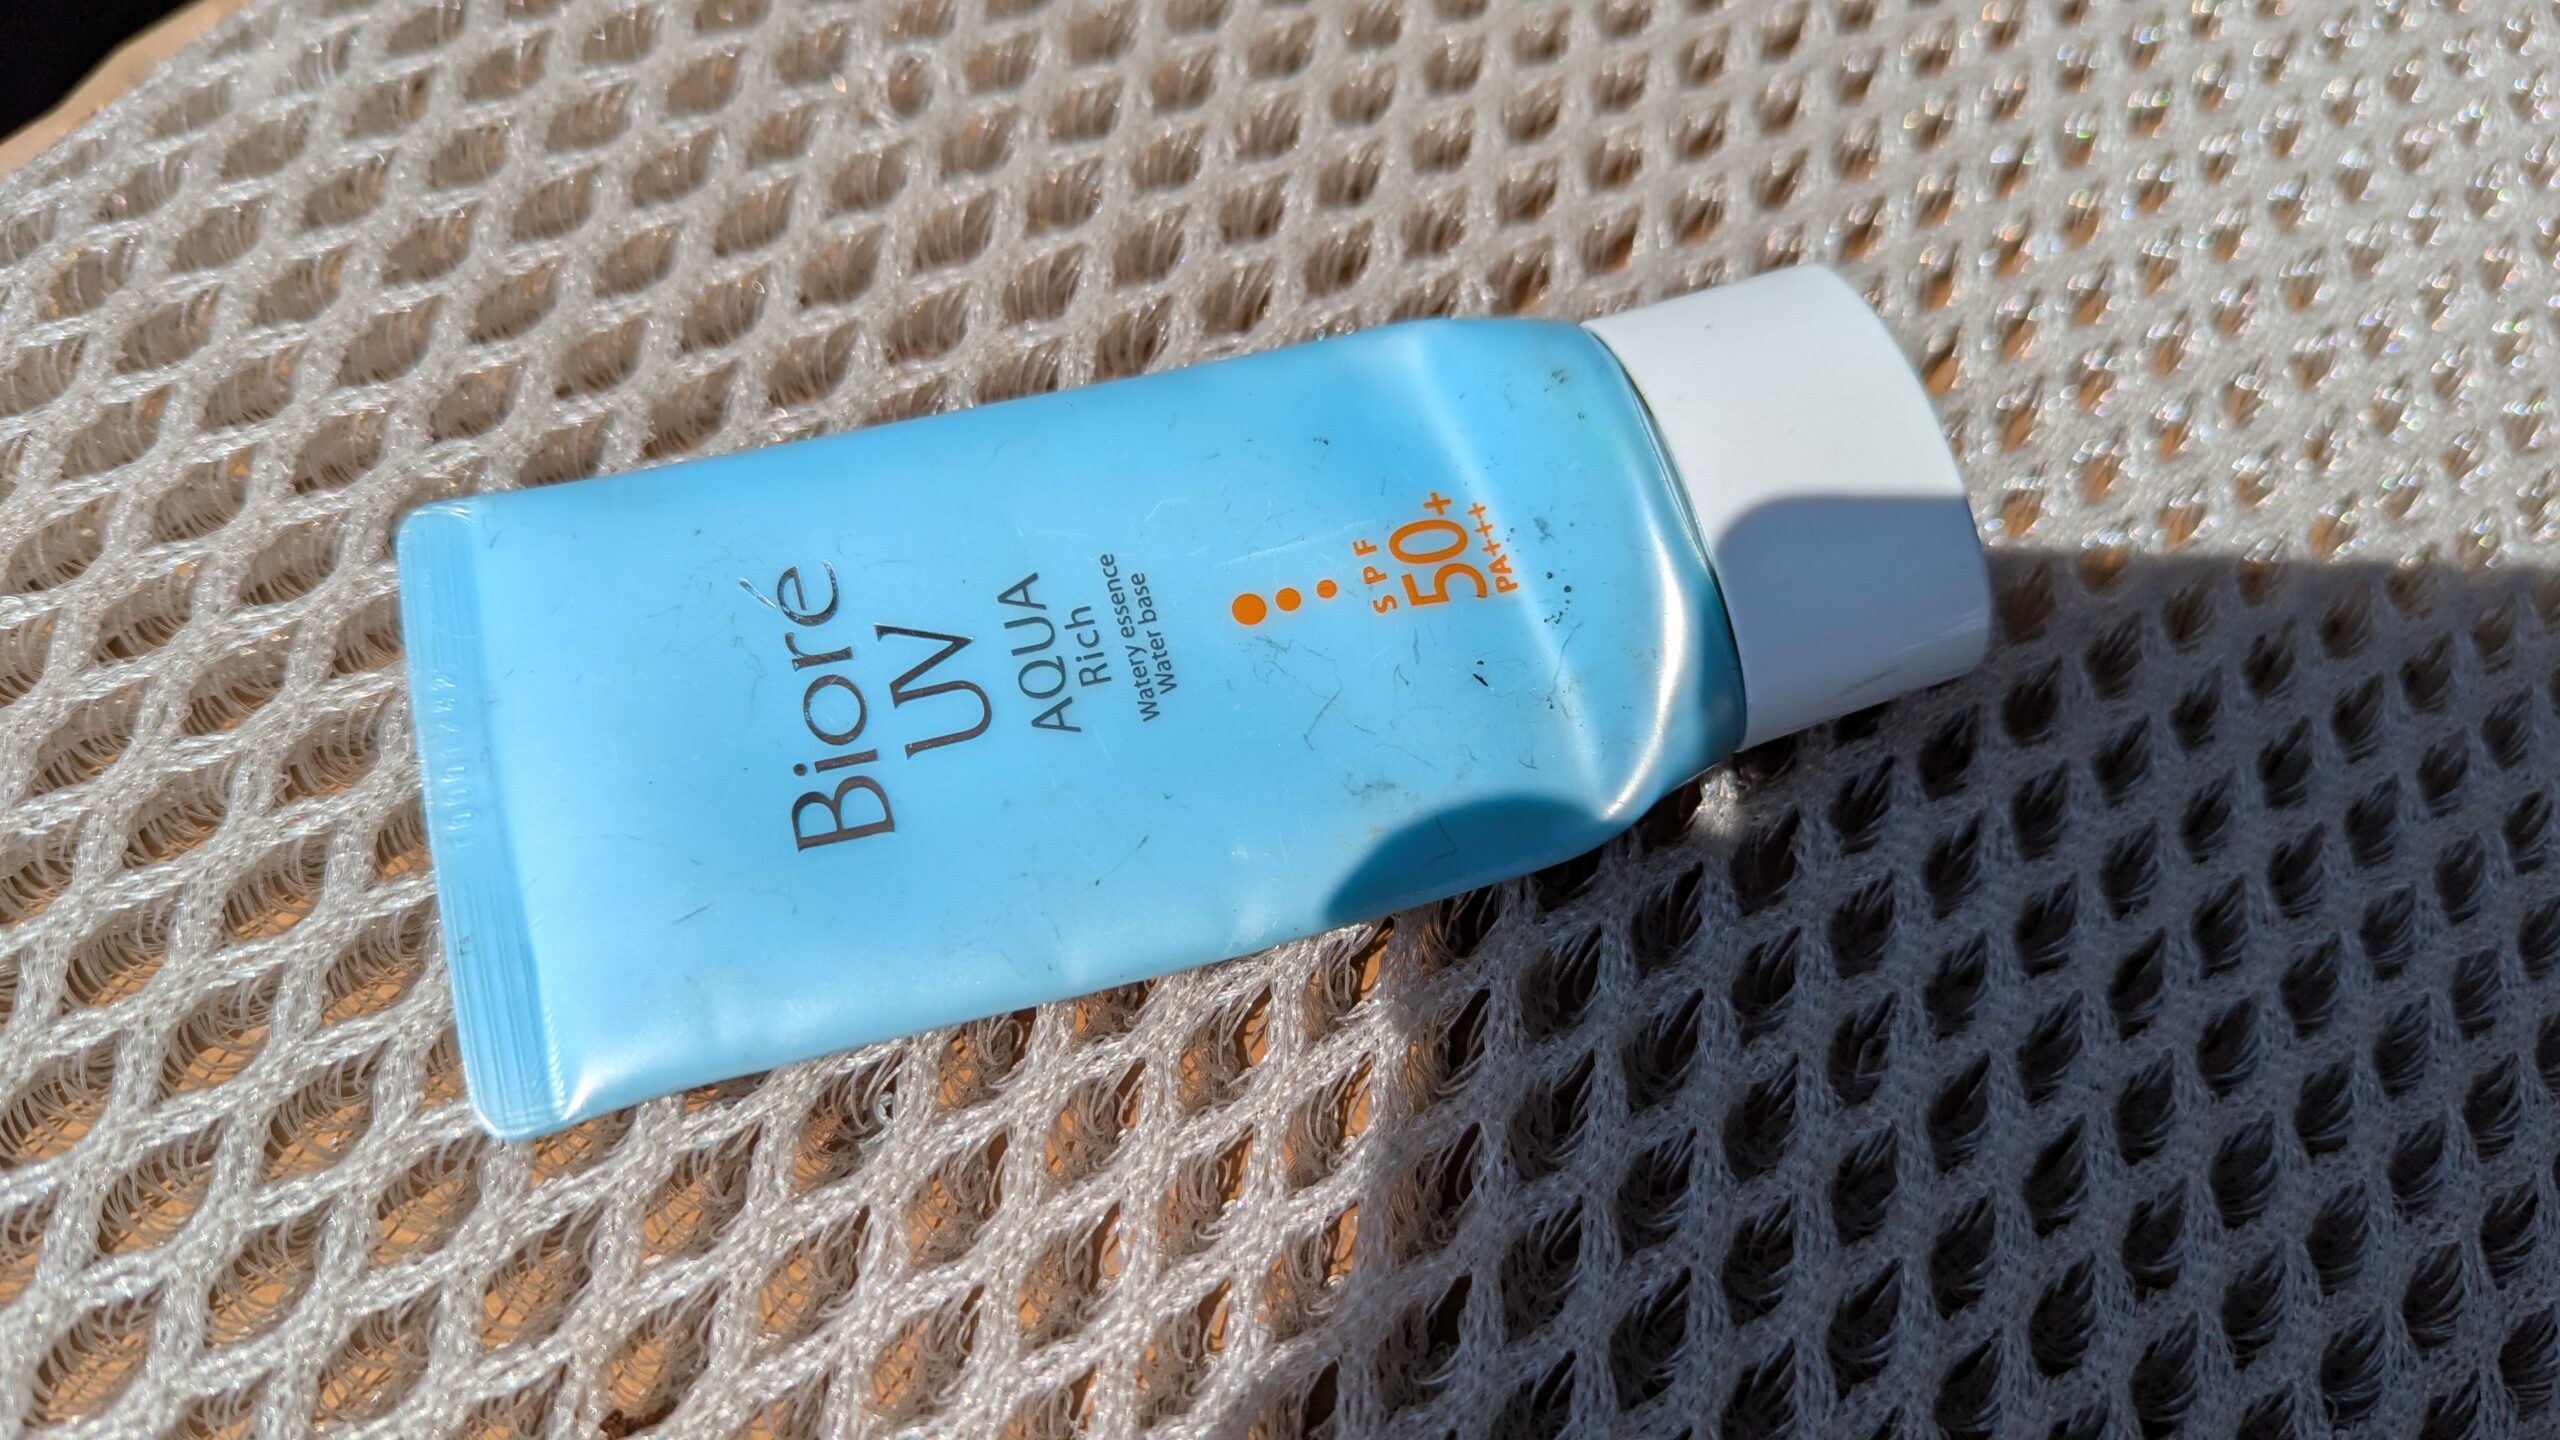 Bioré
UV
AQUA
Rich
Watery essence
Water base
SPF
50+
PA+++